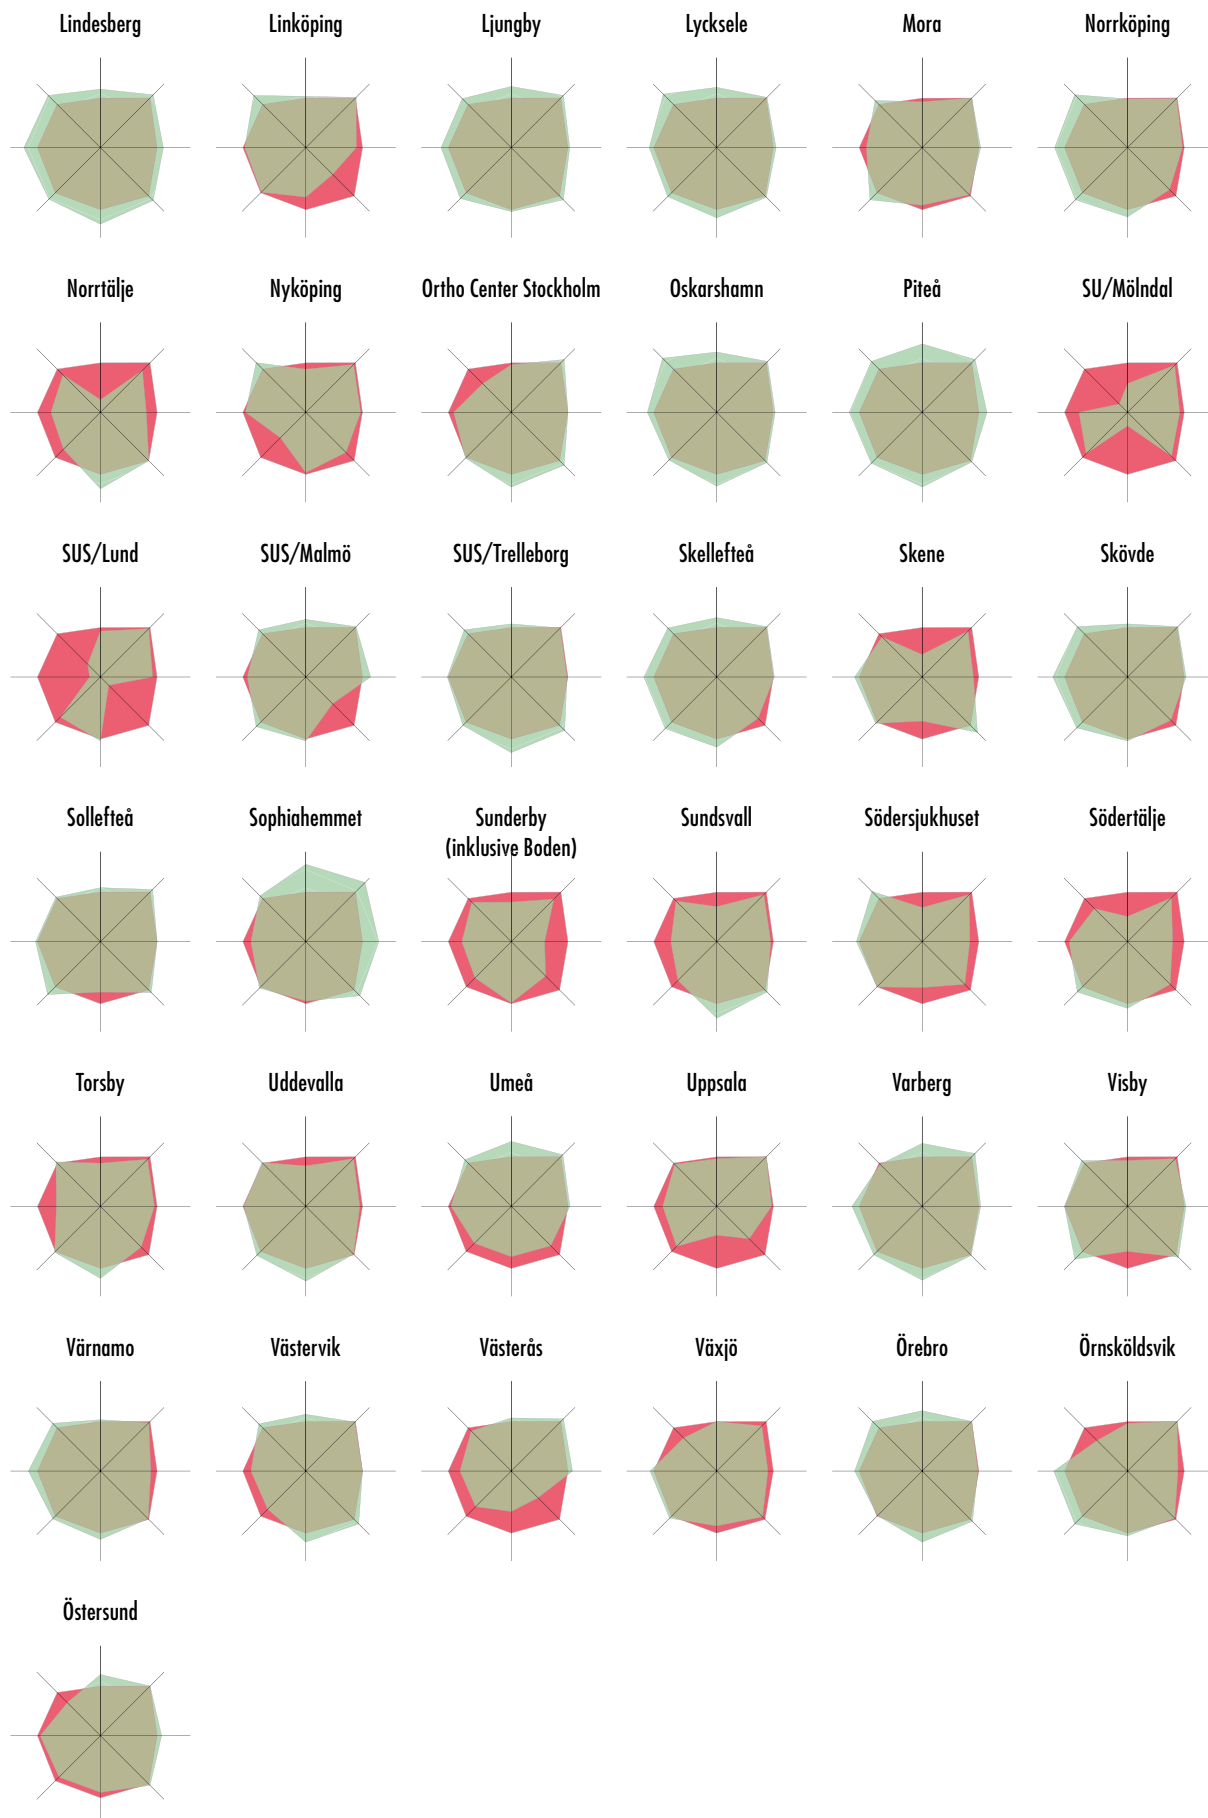 Lindesberg
Linköping
Ljungby
Lycksele
Mora
Norrköping
Norrtälje
Nyköping
Ortho Center Stockholm
Oskarshamn
Piteå
SU/Mölndal
SUS/Lund
SUS/Malmö
SUS/Trelleborg
Skellefteå
Skene
Skövde
Sollefteå
Sophiahemmet
Sunderby
(inklusive Boden)
Sundsvall
Södersjukhuset
Södertälje
Torsby
Uddevalla
Umeå
Uppsala
Varberg
Visby
Värnamo
Västervik
Västerås
Växjö
Örebro
Örnsköldsvik
Östersund